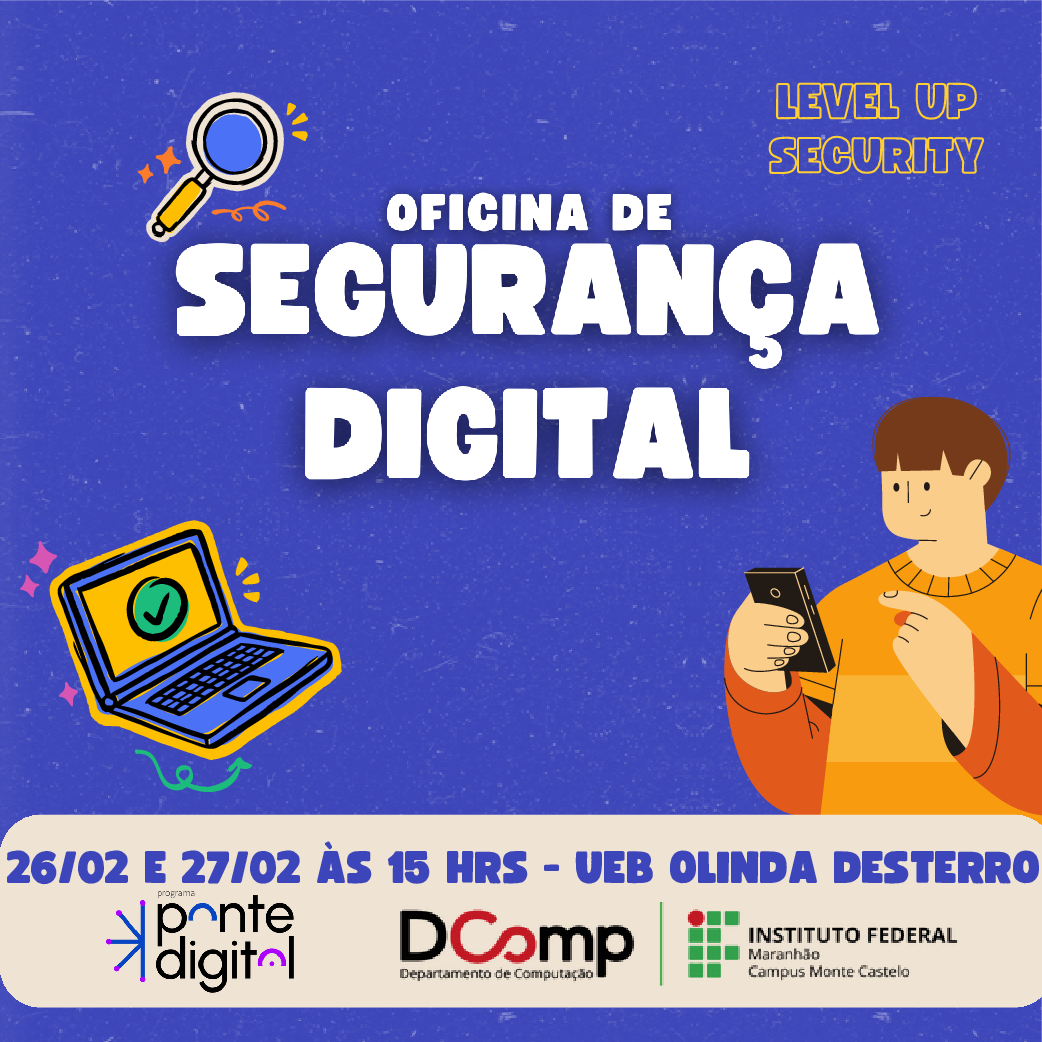 LEVEL UP
SECURITY
OFICINA DE
SEGURANÇA
DIGITAL
26/02 E 27/02 ÀS 15 HRS - UEB OLINDA DESTERRO
programa
ponte
digital
DComp
Departamento de Computação
INSTITUTO FEDERAL
Maranhão
Campus Monte Castelo